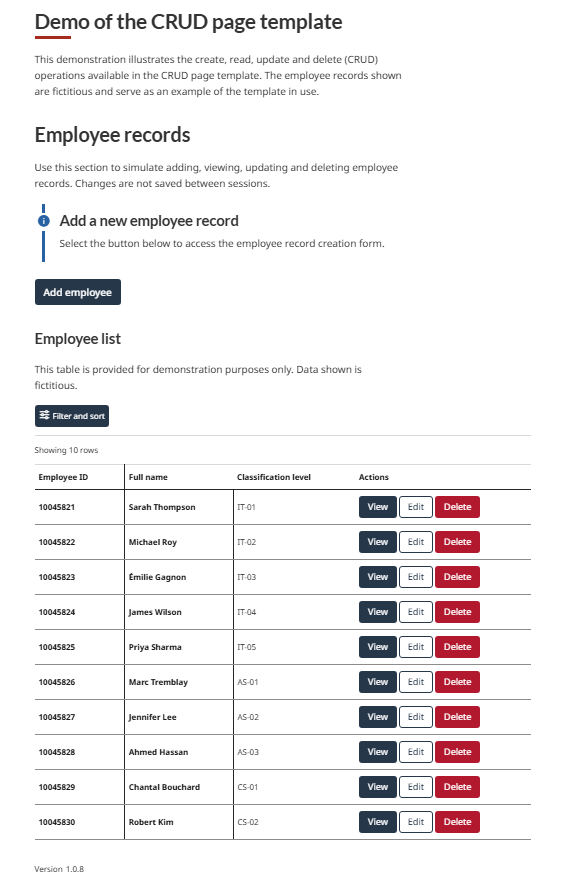 Demo of the CRUD page template
This demonstration illustrates the create, read, update and delete (CRUD)
operations available in the CRUD page template. The employee records shown
are fictitious and serve as an example of the template in use.
Employee records
Use this section to simulate adding, viewing, updating and deleting employee
records. Changes are not saved between sessions.
Add a new employee record
Select the button below to access the employee record creation form.
Add employee
Employee list
This table is provided for demonstration purposes only. Data shown is
fictitious.
Filter and sort
Showing 10 rows
Employee ID Full name Classification level Actions
10045821 Sarah Thompson IT-01 View Edit Delete
10045822 Michael Roy IT-02 View Edit Delete
10045823 Émilie Gagnon IT-03 View Edit Delete
10045824 James Wilson IT-04 View Edit Delete
10045825 Priya Sharma IT-05 View Edit Delete
10045826 Marc Tremblay AS-01 View Edit Delete
10045827 Jennifer Lee AS-02 View Edit Delete
10045828 Ahmed Hassan AS-03 View Edit Delete
10045829 Chantal Bouchard CS-01 View Edit Delete
10045830 Robert Kim CS-02 View Edit Delete
Version 1.0.8